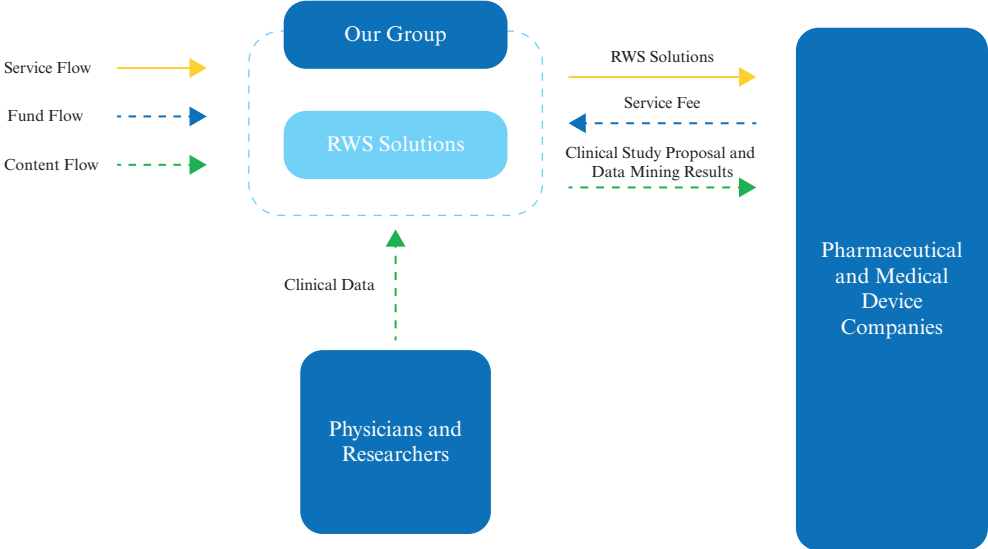 Our Group
Service Flow
Fund Flow
Content Flow
RWS Solutions
RWS Solutions
Service Fee
Clinical Study Proposal and
Data Mining Results
Clinical Data
Physicians and
Researchers
Pharmaceutical
and Medical
Device
Companies